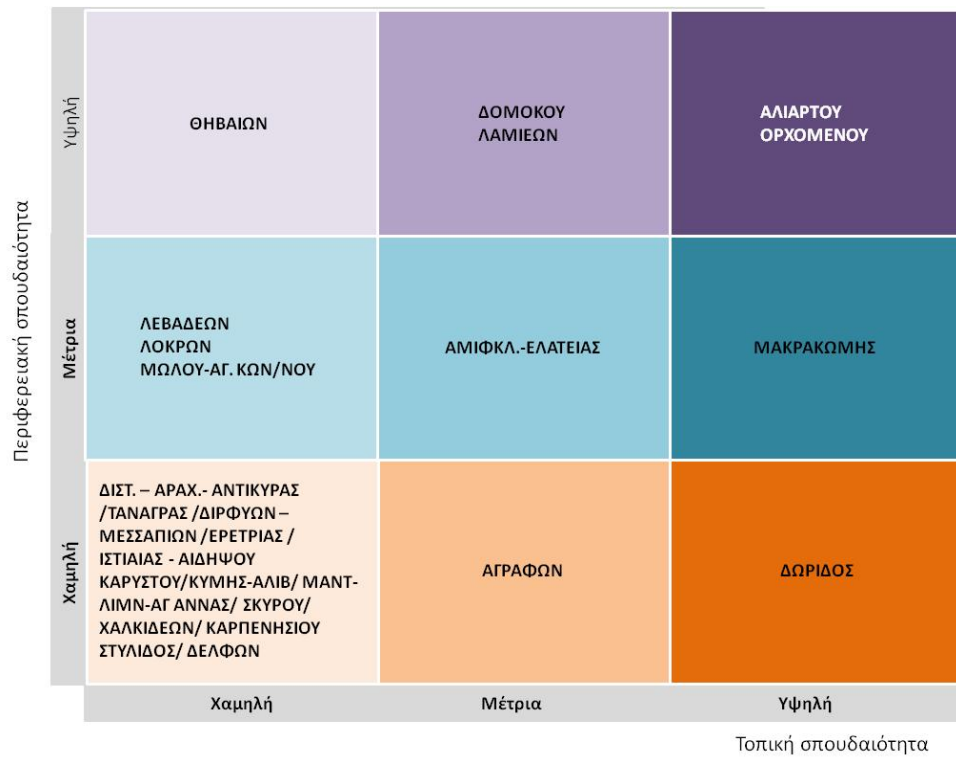 Περιφερειακή σπουδαιότητα
Υψηλή
ΘΗΒΑΙΩΝ
ΔΟΜΟΚΟΥ
ΛΑΜΙΕΩΝ
ΑΛΙΑΡΤΟΥ
ΟΡΧΟΜΕΝΟΥ
Μέτρια
ΛΕΒΑΔΕΩΝ
ΛΟΚΡΩΝ
ΜΩΛΟΥ-ΑΓ. ΚΩΝ/ΝΟΥ
ΑΜΙΦΚΛ.-ΕΛΑΤΕΙΑΣ
ΜΑΚΡΑΚΩΜΗΣ
Χαμηλή
ΔΙΣΤ. – ΑΡΑΧ.- ΑΝΤΙΚΥΡΑΣ
/ΤΑΝΑΓΡΑΣ /ΔΙΡΦΥΩΝ –
ΜΕΣΣΑΠΙΩΝ /ΕΡΕΤΡΙΑΣ /
ΙΣΤΙΑΙΑΣ - ΑΙΔΗΨΟΥ
ΚΑΡΥΣΤΟΥ/ΚΥΜΗΣ-ΑΛΙΒ/ ΜΑΝΤ-
ΛΙΜΝ-ΑΓ ΑΝΝΑΣ/ ΣΚΥΡΟΥ/
ΧΑΛΚΙΔΕΩΝ/ ΚΑΡΠΕΝΗΣΙΟΥ
ΣΤΥΛΙΔΟΣ/ ΔΕΛΦΩΝ
ΑΓΡΑΦΩΝ
ΔΩΡΙΔΟΣ
Χαμηλή
Μέτρια
Υψηλή
Τοπική σπουδαιότητα